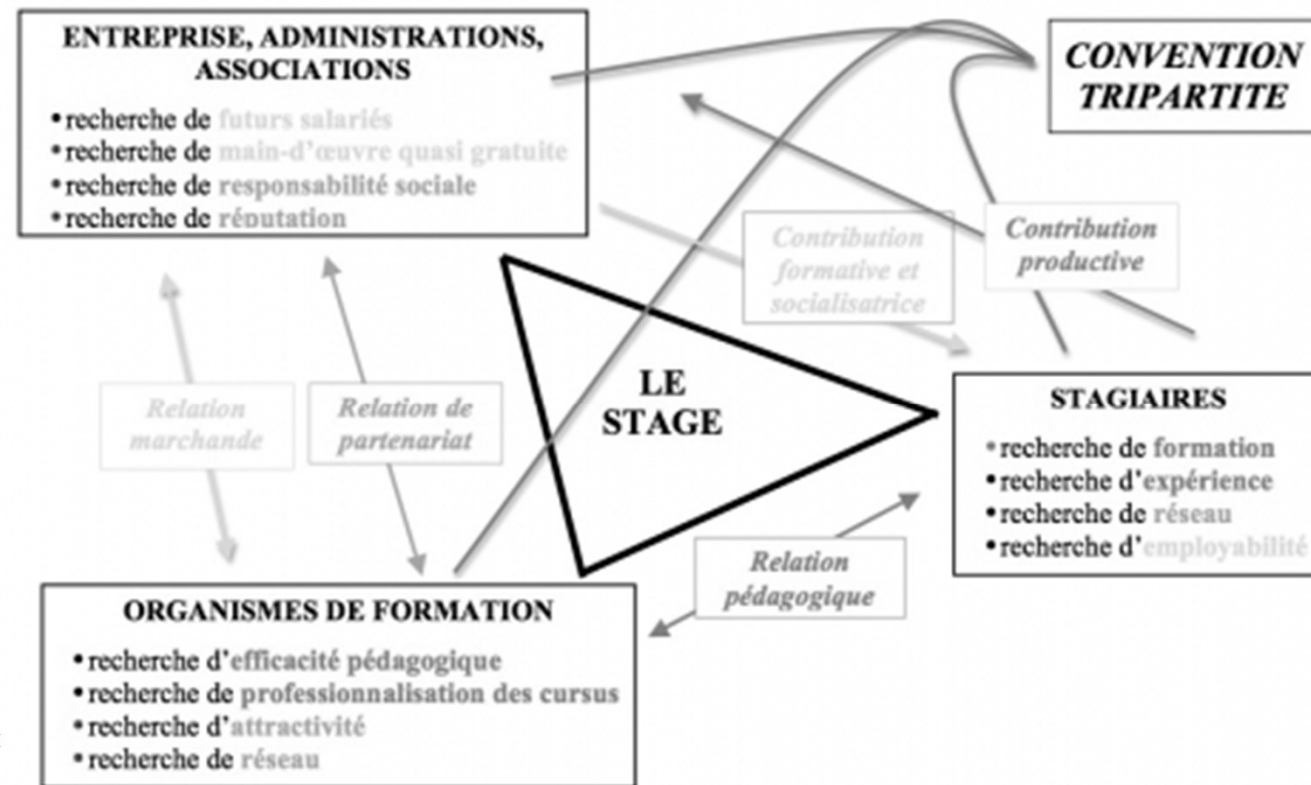 ENTREPRISE, ADMINISTRATIONS,
ASSOCIATIONS
•recherche de futurs salariés
•recherche de main-d'œuvre quasi gratuite
•recherche de responsabilité sociale
•recherche de réputation
CONVENTION
TRIPARTITE
Contribution
formative et
socialisatrice
Contribution
productive
LE
STAGE
Relation
marchande
Relation de
partenariat
STAGIAIRES
•recherche de formation
•recherche d'expérience
•recherche de réseau
•recherche d'employabilité
Relation
pédagogique
ORGANISMES DE FORMATION
•recherche d'efficacité pédagogique
•recherche de professionnalisation des cursus
•recherche d'attractivité
•recherche de réseau